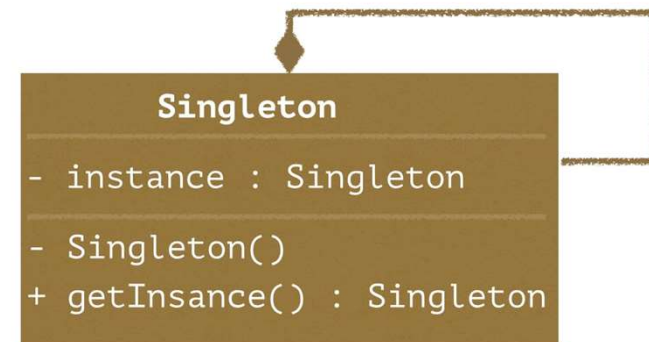 Singleton
- instance : Singleton
- Singleton()
+ getInsance() : Singleton